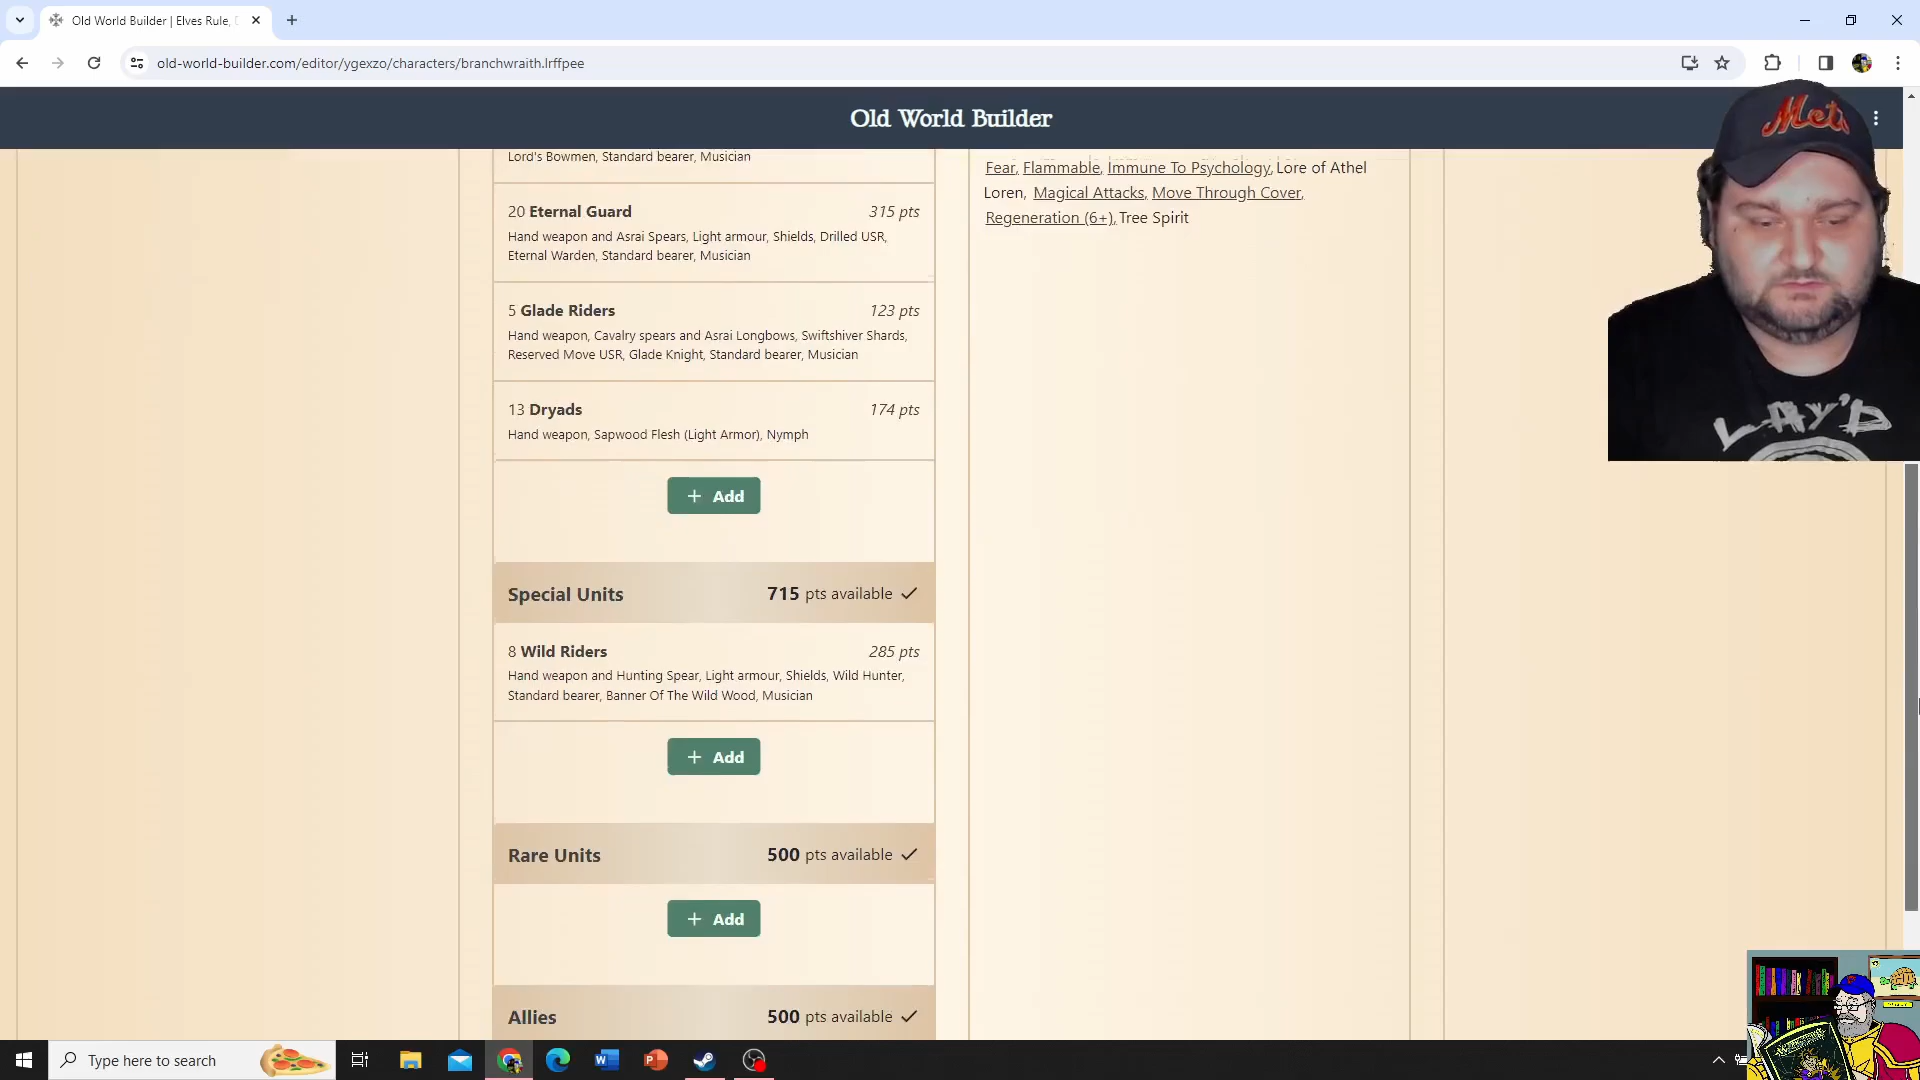 Old World Builder | Elves Rule,
old-world-builder.com/editor/ygexzo/characters/branchwraith.lrffpee
Old World Builder
Mets
LAY'D
Lord's Bowmen, Standard bearer, Musician
20 Eternal Guard 315 pts
Hand weapon and Asrai Spears, Light armour, Shields, Drilled USR,
Eternal Warden, Standard bearer, Musician
5 Glade Riders 123 pts
Hand weapon, Cavalry spears and Asrai Longbows, Swiftshiver Shards,
Reserved Move USR, Glade Knight, Standard bearer, Musician
13 Dryads 174 pts
Hand weapon, Sapwood Flesh (Light Armor), Nymph
+ Add
Special Units 715 pts available
8 Wild Riders 285 pts
Hand weapon and Hunting Spear, Light armour, Shields, Wild Hunter,
Standard bearer, Banner Of The Wild Wood, Musician
+ Add
Rare Units 500 pts available
+ Add
Allies 500 pts available
Fear, Flammable, Immune To Psychology, Lore of Athel
Loren, Magical Attacks, Move Through Cover,
Regeneration (6+), Tree Spirit
Type here to search